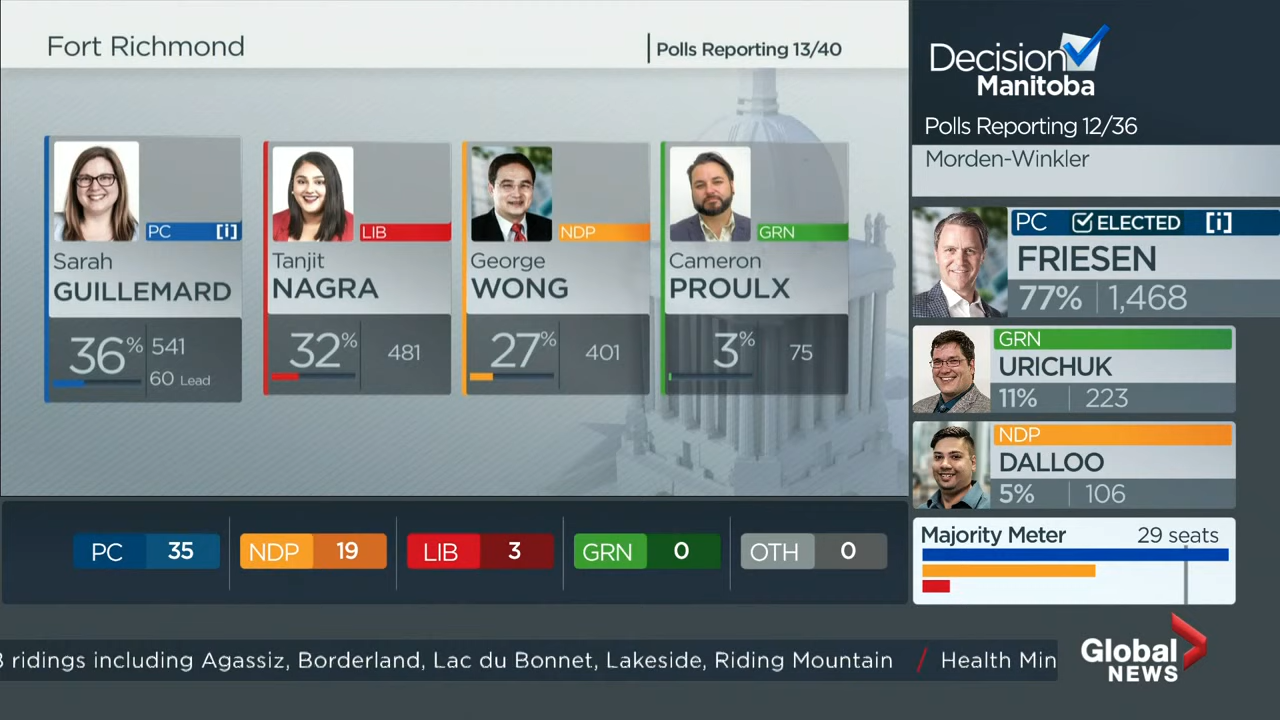 Fort Richmond
Polls Reporting 13/40
PC [i]
Sarah
GUILLEMARD
36% 541
60 Lead
LIB
Tanjit
NAGRA
32% 481
NDP
George
WONG
27% 401
GRN
Cameron
PROULX
3% 75
PC 35 NDP 19 LIB 3 GRN 0 OTH 0
Decision
Manitoba
Polls Reporting 12/36
Morden-Winkler
PC ELECTED [i]
FRIESEN
77% 1,468
GRN
URICHUK
11% 223
NDP
DALLOO
5% 106
Majority Meter 29 seats
ridings including Agassiz, Borderland, Lac du Bonnet, Lakeside, Riding Mountain / Health Min
Global
NEWS